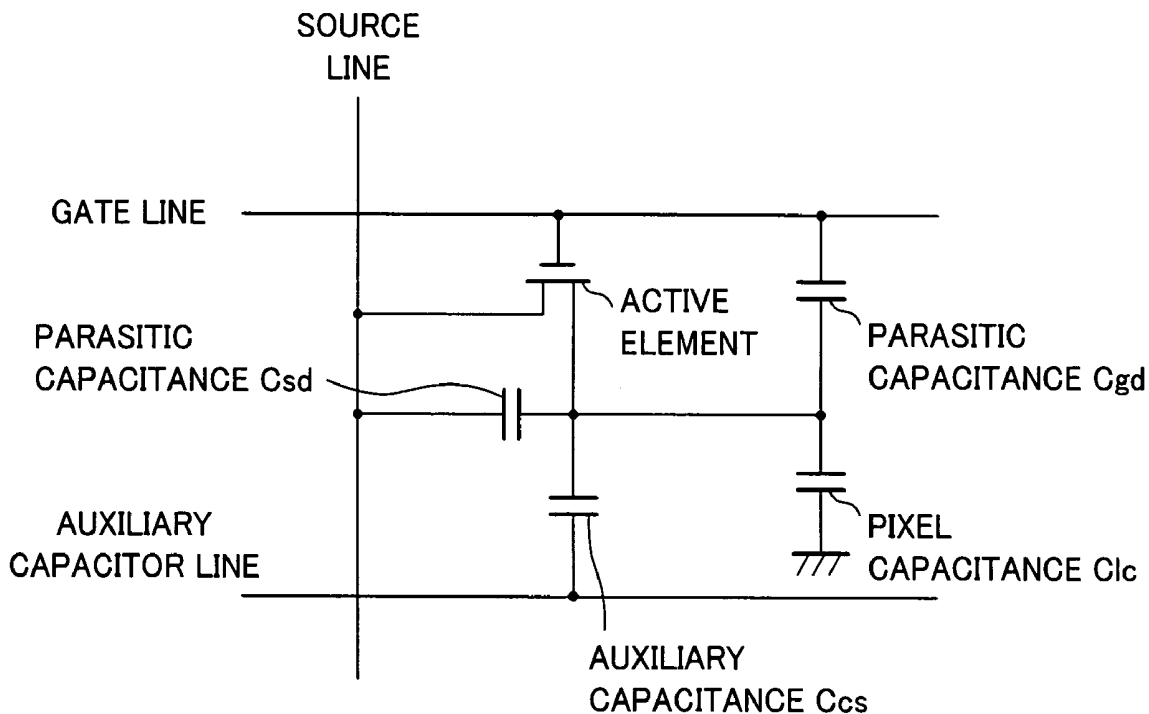 SOURCE
LINE
GATE LINE
ACTIVE
ELEMENT
PARASITIC
CAPACITANCE Csd
PARASITIC
CAPACITANCE Cgd
AUXILIARY
CAPACITOR LINE
PIXEL
CAPACITANCE Clc
AUXILIARY
CAPACITANCE Ccs